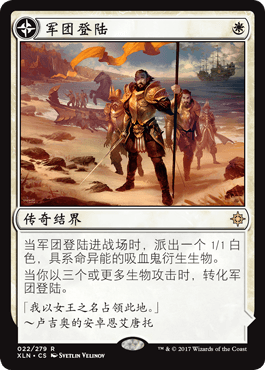 军团登陆
传奇结界
当军团登陆进战场时，派出一个 1/1 白
色，具系命异能的吸血鬼衍生生物。
当你以三个或更多生物攻击时，转化军
团登陆。
「我以女王之名占领此地。」
～卢吉奥的安卓恩艾唐托
022/279 R
XLN • CS SVETLIN VELINOV
™ & © 2017 Wizards of the Coast